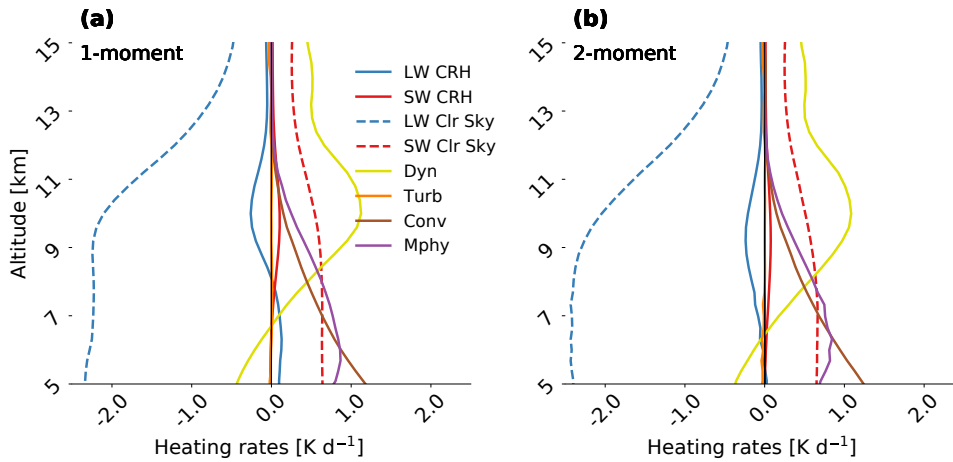 (a)
1-moment
15
13
11
9
7
5
Altitude [km]
-2.0
-1.0
0.0
1.0
2.0
Heating rates [K d⁻¹]
LW CRH
SW CRH
LW Clr Sky
SW Clr Sky
Dyn
Turb
Conv
Mphy
(b)
2-moment
15
13
11
9
7
5
-2.0
-1.0
0.0
1.0
2.0
Heating rates [K d⁻¹]